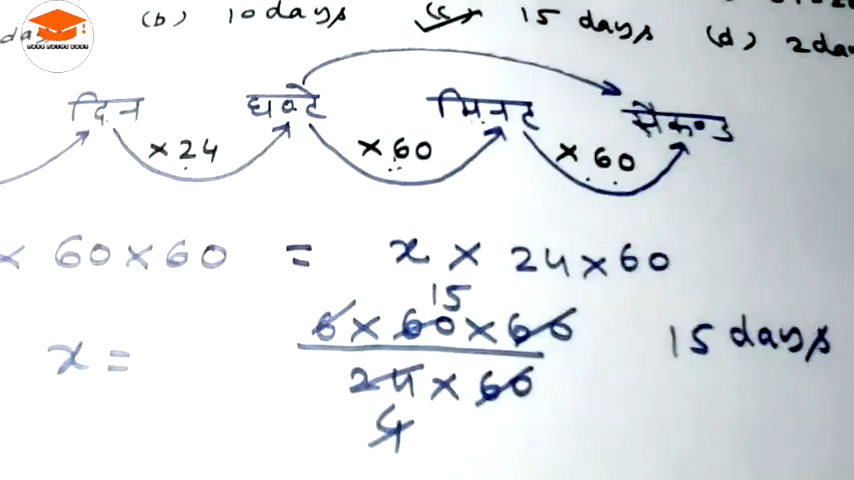 (b) 10 days (c) 15 days (d) 2 da
दिन घण्टे मिनट सैकण्ड
× 24 × 60 × 60
× 60 × 60 = x × 24 × 60
15
6 × 60 × 60 15 days
x =
24 × 60
4